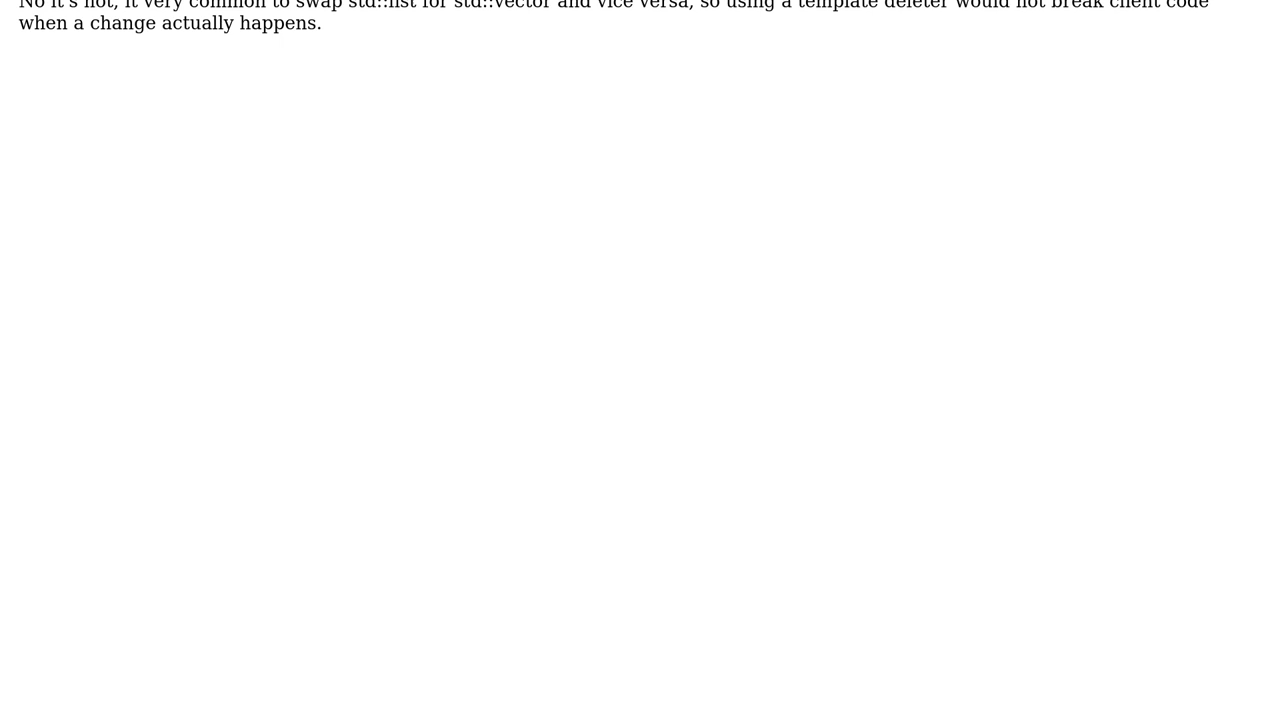 No it's not, it very common to swap std::list for std::vector and vice versa, so using a template deleter would not break client code
when a change actually happens.